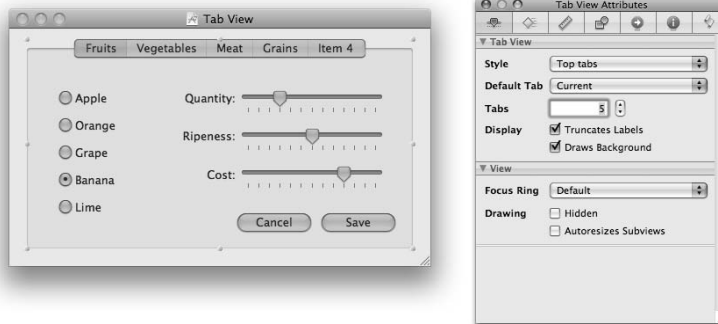 Tab View
Fruits Vegetables Meat Grains Item 4
Apple
Orange
Grape
Banana
Lime
Quantity:
Ripeness:
Cost:
Cancel Save
Tab View Attributes
Tab View
Style Top tabs
Default Tab Current
Tabs 5
Display Truncates Labels
Draws Background
View
Focus Ring Default
Drawing Hidden
Autoresizes Subviews